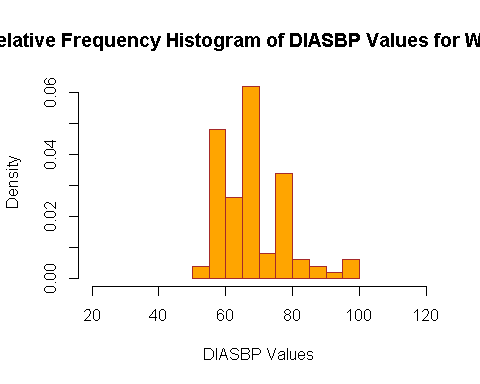 elative Frequency Histogram of DIASBP Values for W
Density
0.00 0.02 0.04 0.06
20 40 60 80 100 120
DIASBP Values